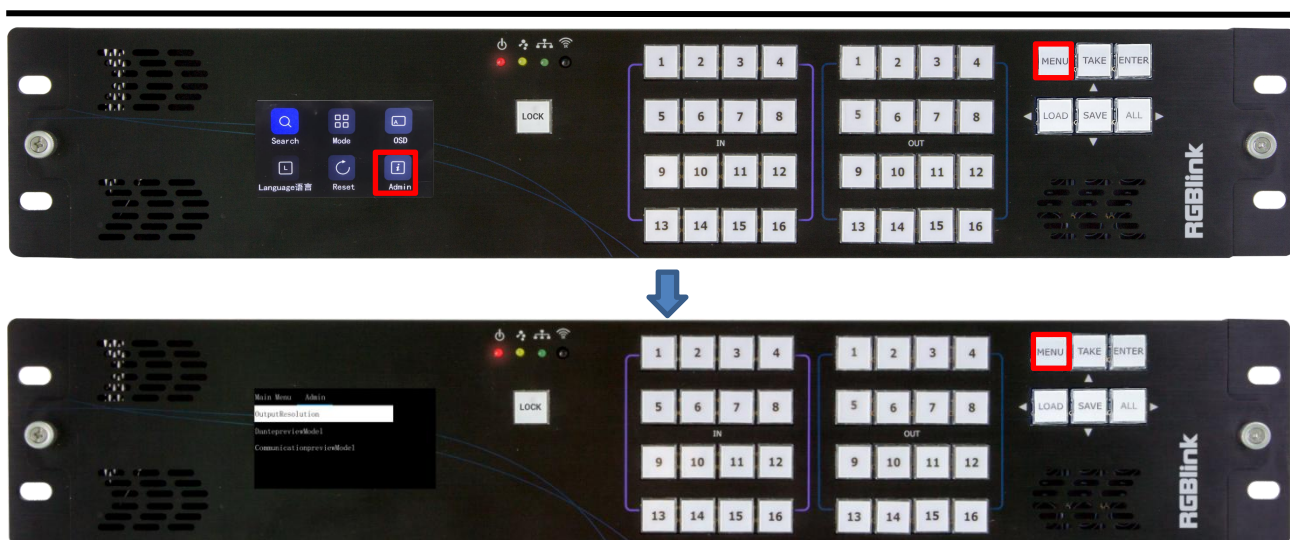 1 2 3 4 1 2 3 4 MENU TAKE ENTER
Search Mode OSD
LOCK
5 6 7 8 5 6 7 8 LOAD SAVE ALL
IN OUT
Language语言 Reset Admin
9 10 11 12 9 10 11 12
RGBlink
13 14 15 16 13 14 15 16
1 2 3 4 1 2 3 4 MENU TAKE ENTER
Main Menu Admin
OutputResolution
LOCK
5 6 7 8 5 6 7 8 LOAD SAVE ALL
DantepreviewModel
IN OUT
CommunicationpreviewModel
9 10 11 12 9 10 11 12
RGBlink
13 14 15 16 13 14 15 16